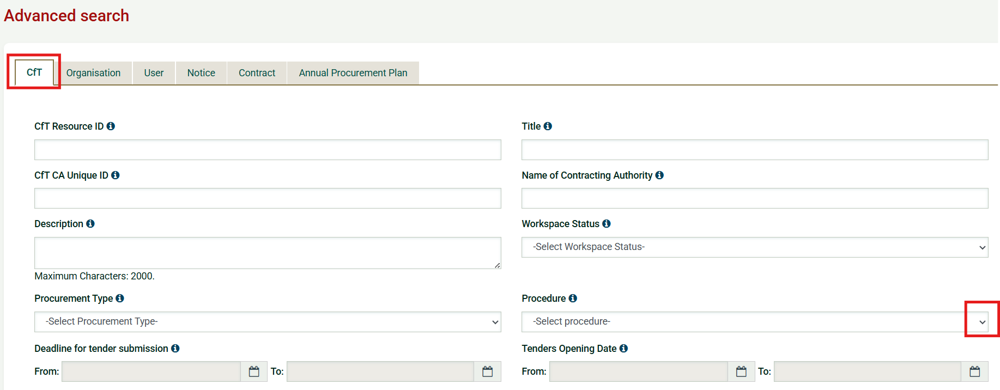 Advanced search
CfT Organisation User Notice Contract Annual Procurement Plan
CfT Resource ID
Title
CfT CA Unique ID
Name of Contracting Authority
Description
Workspace Status
-Select Workspace Status-
Maximum Characters: 2000.
Procurement Type
Procedure
-Select Procurement Type-
-Select procedure-
Deadline for tender submission
Tenders Opening Date
From: To:
From: To: